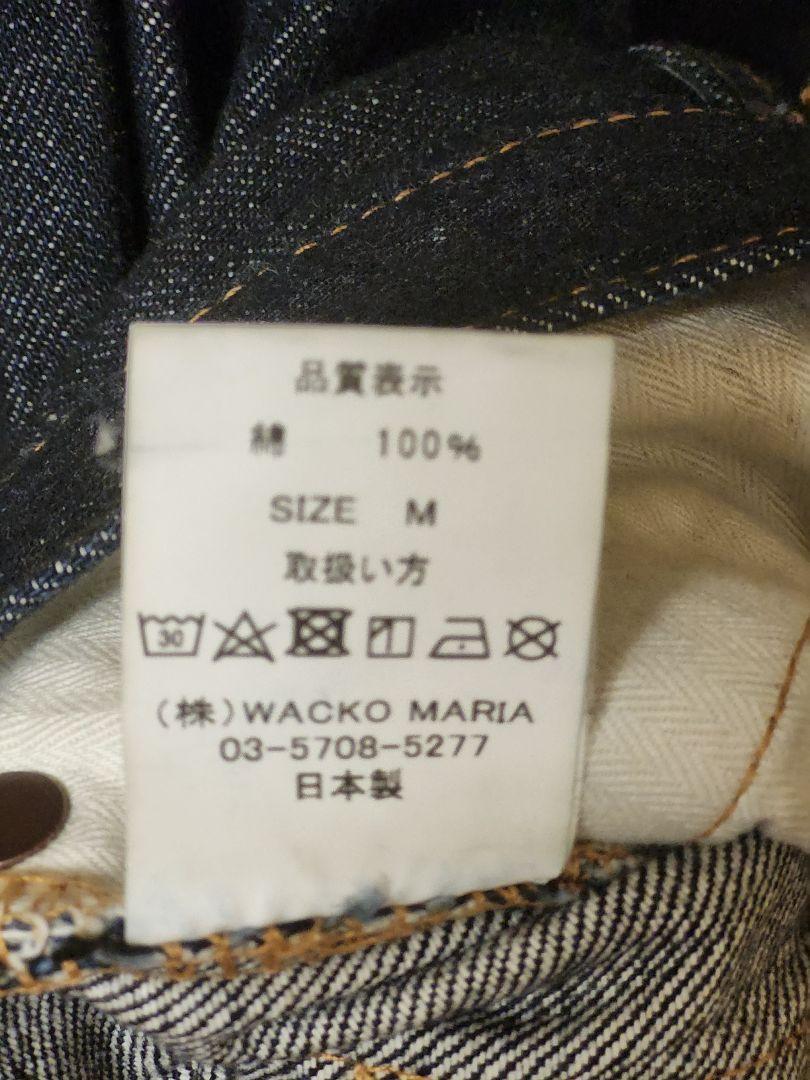 品質表示
綿 100%
SIZE M
取扱い方
30
(株)WACKO MARIA
03-5708-5277
日本製